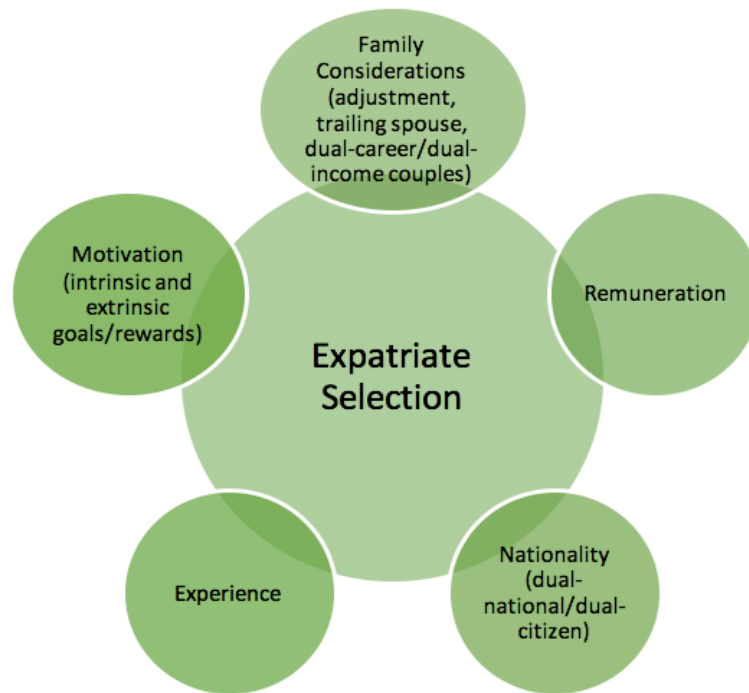 Family
Considerations
(adjustment,
trailing spouse,
dual-career/dual-
income couples)
Motivation
(intrinsic and
extrinsic
goals/rewards)
Remuneration
Expatriate
Selection
Experience
Nationality
(dual-
national/dual-
citizen)